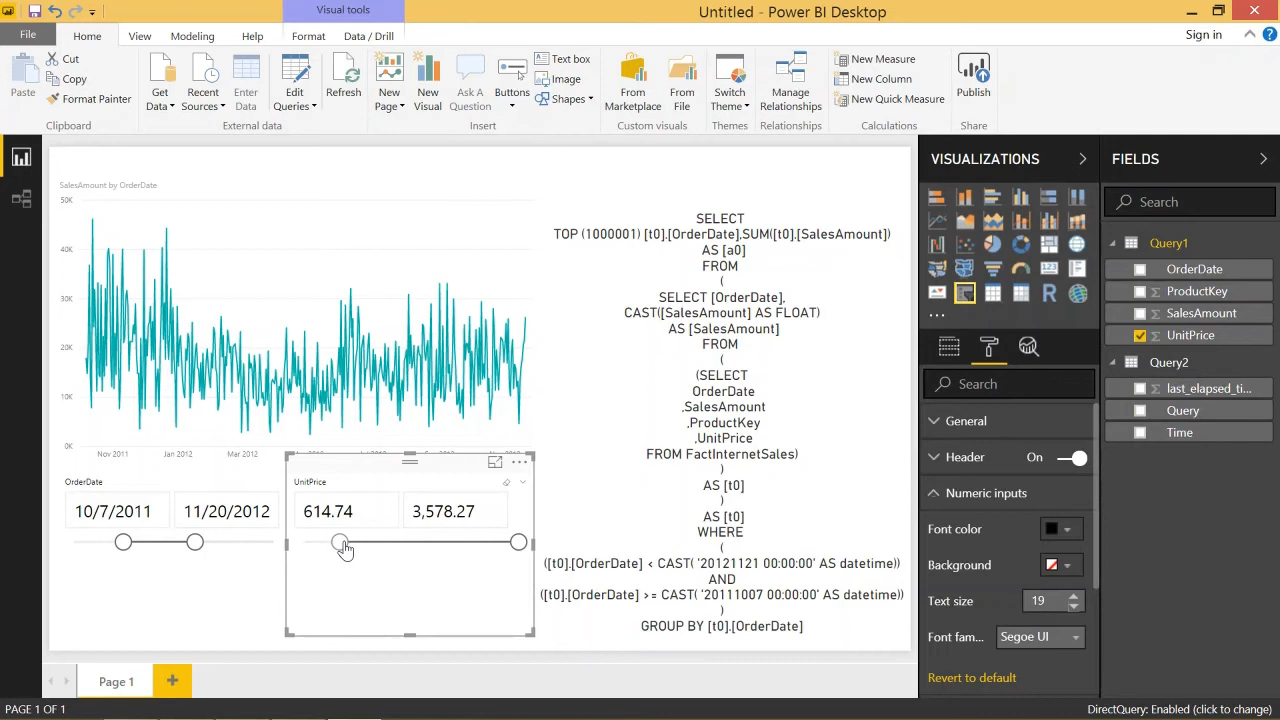 Visual tools
Untitled - Power BI Desktop
File
Home
View
Modeling
Help
Format
Data / Drill
Sign in
Paste
Cut
Copy
Format Painter
Clipboard
Get Data
Recent Sources
Enter Data
Edit Queries
Refresh
External data
New Page
New Visual
Ask A Question
Buttons
Text box
Image
Shapes
Insert
From Marketplace
From File
Custom visuals
Switch Theme
Themes
Manage Relationships
Relationships
New Measure
New Column
New Quick Measure
Calculations
Publish
Share
SalesAmount by OrderDate
50K
40K
30K
20K
10K
0K
Nov 2011
Jan 2012
Mar 2012
OrderDate
10/7/2011
11/20/2012
UnitPrice
614.74
3,578.27
SELECT
TOP (1000001) [t0].[OrderDate],SUM([t0].[SalesAmount])
AS [a0]
FROM
(
SELECT [OrderDate],
CAST([SalesAmount] AS FLOAT)
AS [SalesAmount]
FROM
(
(SELECT
OrderDate
,SalesAmount
,ProductKey
,UnitPrice
FROM FactInternetSales)
)
AS [t0]
)
AS [t0]
WHERE
(
([t0].[OrderDate] < CAST( '20121121 00:00:00' AS datetime))
AND
([t0].[OrderDate] >= CAST( '20111007 00:00:00' AS datetime))
)
GROUP BY [t0].[OrderDate]
VISUALIZATIONS
123
R
Search
General
Header On
Numeric inputs
Font color
Background
Text size 19
Font fam... Segoe UI
Revert to default
FIELDS
Search
Query1
OrderDate
ProductKey
SalesAmount
UnitPrice
Query2
last_elapsed_ti...
Query
Time
Page 1
PAGE 1 OF 1
DirectQuery: Enabled (click to change)